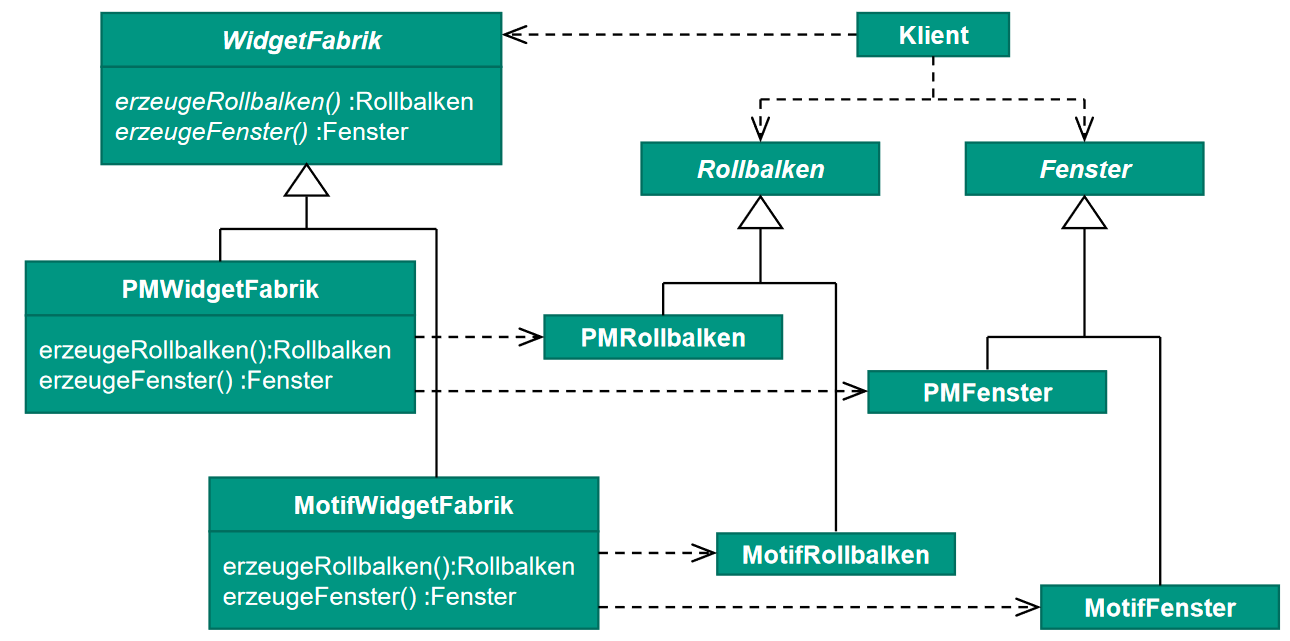 WidgetFabrik
erzeugeRollbalken() :Rollbalken
erzeugeFenster() :Fenster
Klient
Rollbalken
Fenster
PMWidgetFabrik
erzeugeRollbalken():Rollbalken
erzeugeFenster() :Fenster
PMRollbalken
PMFenster
MotifWidgetFabrik
erzeugeRollbalken():Rollbalken
erzeugeFenster() :Fenster
MotifRollbalken
MotifFenster